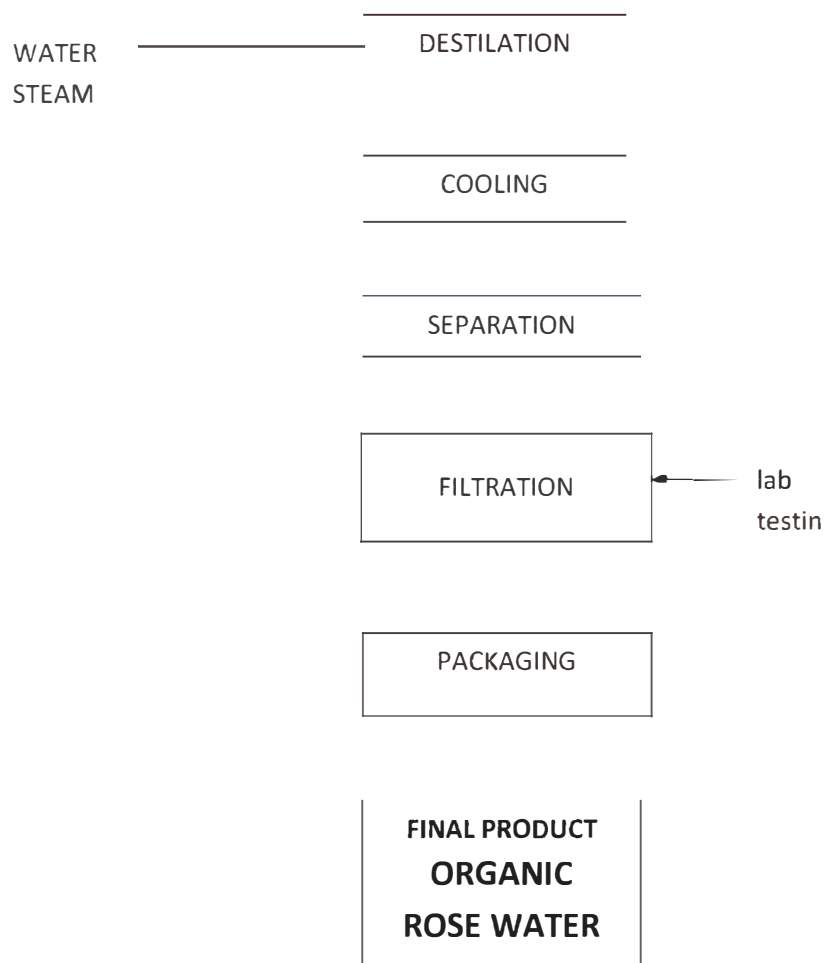 WATER
STEAM
DESTILATION
COOLING
SEPARATION
FILTRATION
lab
testin
PACKAGING
FINAL PRODUCT
ORGANIC
ROSE WATER